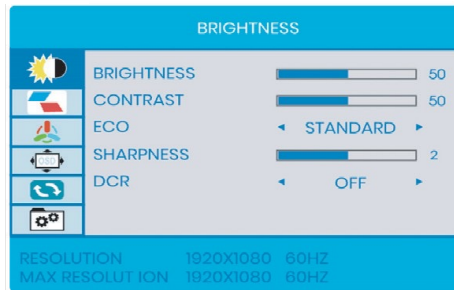 BRIGHTNESS
BRIGHTNESS 50
CONTRAST 50
ECO STANDARD
SHARPNESS 2
DCR OFF
OSD
RESOLUTION 1920X1080 60HZ
MAX RESOLUT ION 1920X1080 60HZ